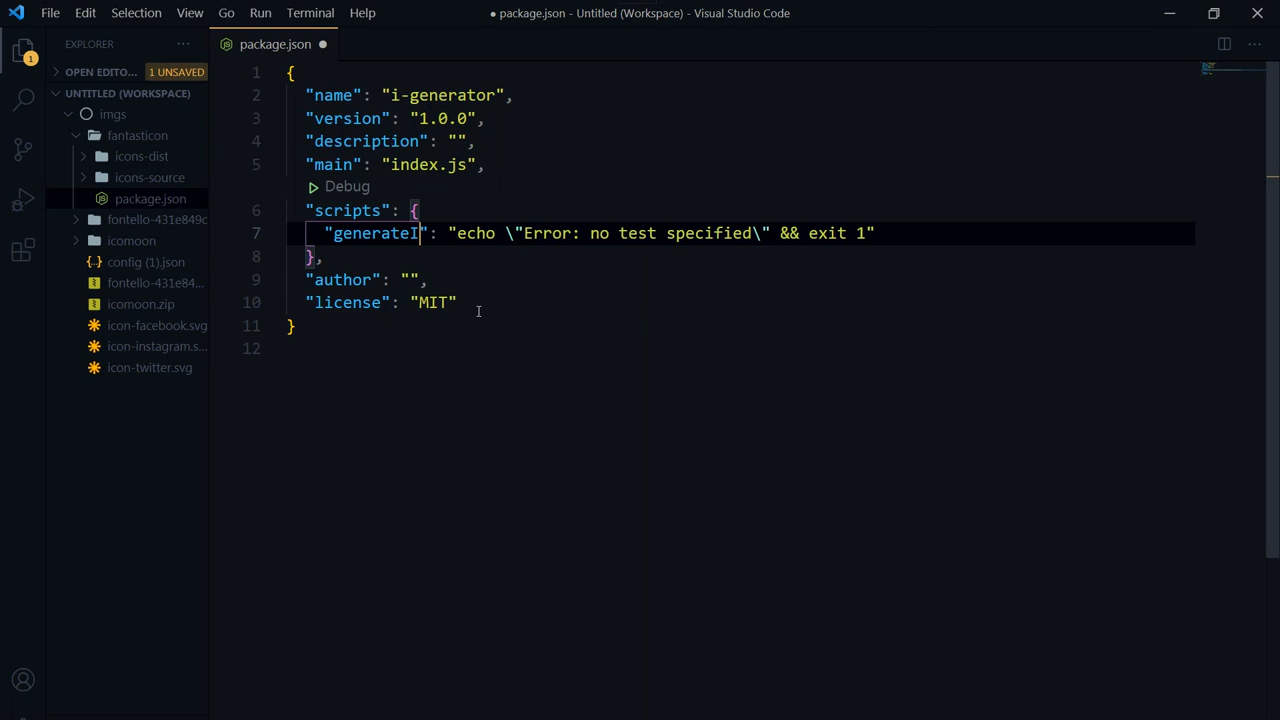 File Edit Selection View Go Run Terminal Help
● package.json - Untitled (Workspace) - Visual Studio Code
EXPLORER
package.json
OPEN EDITO... 1 UNSAVED
UNTITLED (WORKSPACE)
imgs
fantasticon
icons-dist
icons-source
package.json
fontello-431e849c
icomoon
config (1).json
fontello-431e84...
icomoon.zip
icon-facebook.svg
icon-instagram.s...
icon-twitter.svg
1
1 {
2 "name": "i-generator",
3 "version": "1.0.0",
4 "description": "",
5 "main": "index.js",
Debug
6 "scripts": {
7 "generateI": "echo \"Error: no test specified\" && exit 1"
8 },
9 "author": "",
10 "license": "MIT"
11 }
12